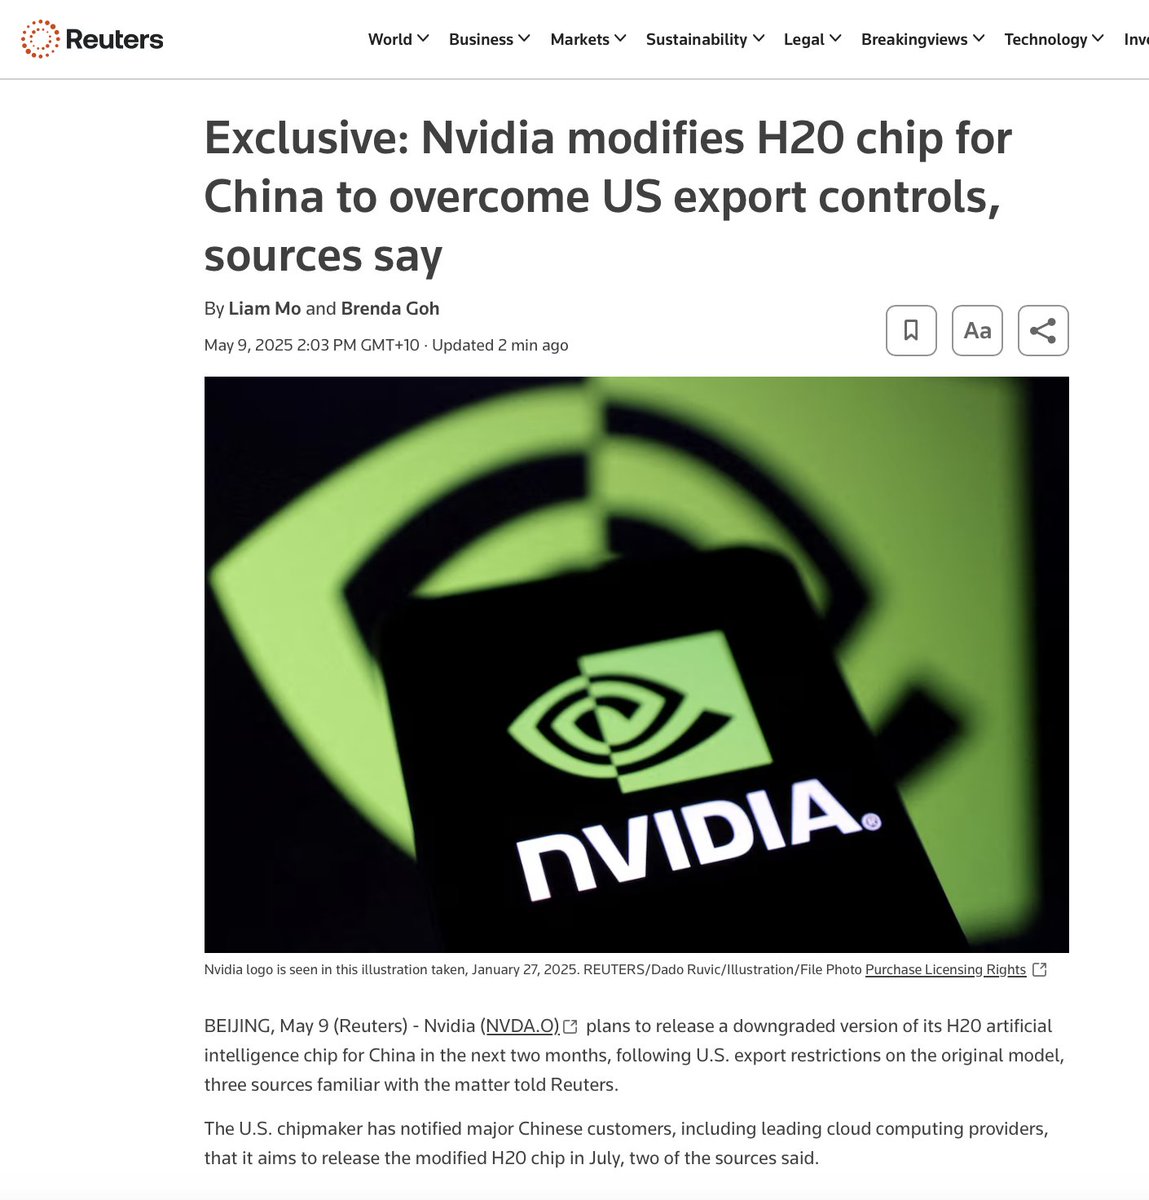 Reuters
World Business Markets Sustainability Legal Breakingviews Technology Inve
Exclusive: Nvidia modifies H20 chip for
China to overcome US export controls,
sources say
By Liam Mo and Brenda Goh
May 9, 2025 2:03 PM GMT+10 · Updated 2 min ago
Aa
NVIDIA®
Nvidia logo is seen in this illustration taken, January 27, 2025. REUTERS/Dado Ruvic/Illustration/File Photo Purchase Licensing Rights
BEIJING, May 9 (Reuters) - Nvidia (NVDA.O) plans to release a downgraded version of its H20 artificial
intelligence chip for China in the next two months, following U.S. export restrictions on the original model,
three sources familiar with the matter told Reuters.
The U.S. chipmaker has notified major Chinese customers, including leading cloud computing providers,
that it aims to release the modified H20 chip in July, two of the sources said.